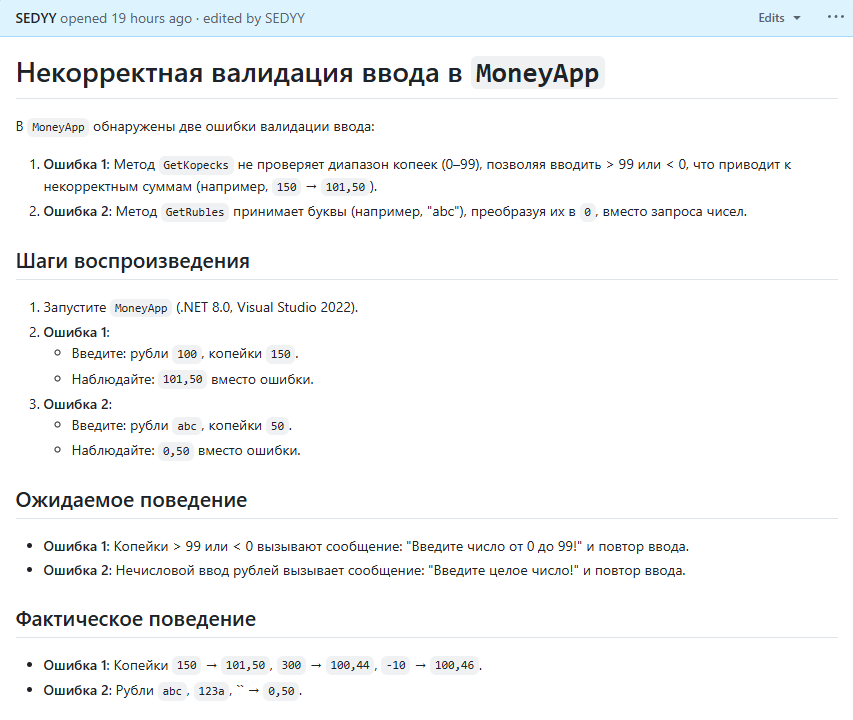 SEDYY opened 19 hours ago · edited by SEDYY Edits
Некорректная валидация ввода в MoneyApp
В MoneyApp обнаружены две ошибки валидации ввода:
1. Ошибка 1: Метод GetKopecks не проверяет диапазон копеек (0–99), позволяя вводить > 99 или < 0, что приводит к
некорректным суммам (например, 150 → 101,50 ).
2. Ошибка 2: Метод GetRubles принимает буквы (например, "abc"), преобразуя их в 0 , вместо запроса чисел.
Шаги воспроизведения
1. Запустите MoneyApp (.NET 8.0, Visual Studio 2022).
2. Ошибка 1:
Введите: рубли 100 , копейки 150 .
Наблюдайте: 101,50 вместо ошибки.
3. Ошибка 2:
Введите: рубли abc , копейки 50 .
Наблюдайте: 0,50 вместо ошибки.
Ожидаемое поведение
Ошибка 1: Копейки > 99 или < 0 вызывают сообщение: "Введите число от 0 до 99!" и повтор ввода.
Ошибка 2: Нечисловой ввод рублей вызывает сообщение: "Введите целое число!" и повтор ввода.
Фактическое поведение
Ошибка 1: Копейки 150 → 101,50 , 300 → 100,44 , -10 → 100,46 .
Ошибка 2: Рубли abc , 123a , `` → 0,50 .